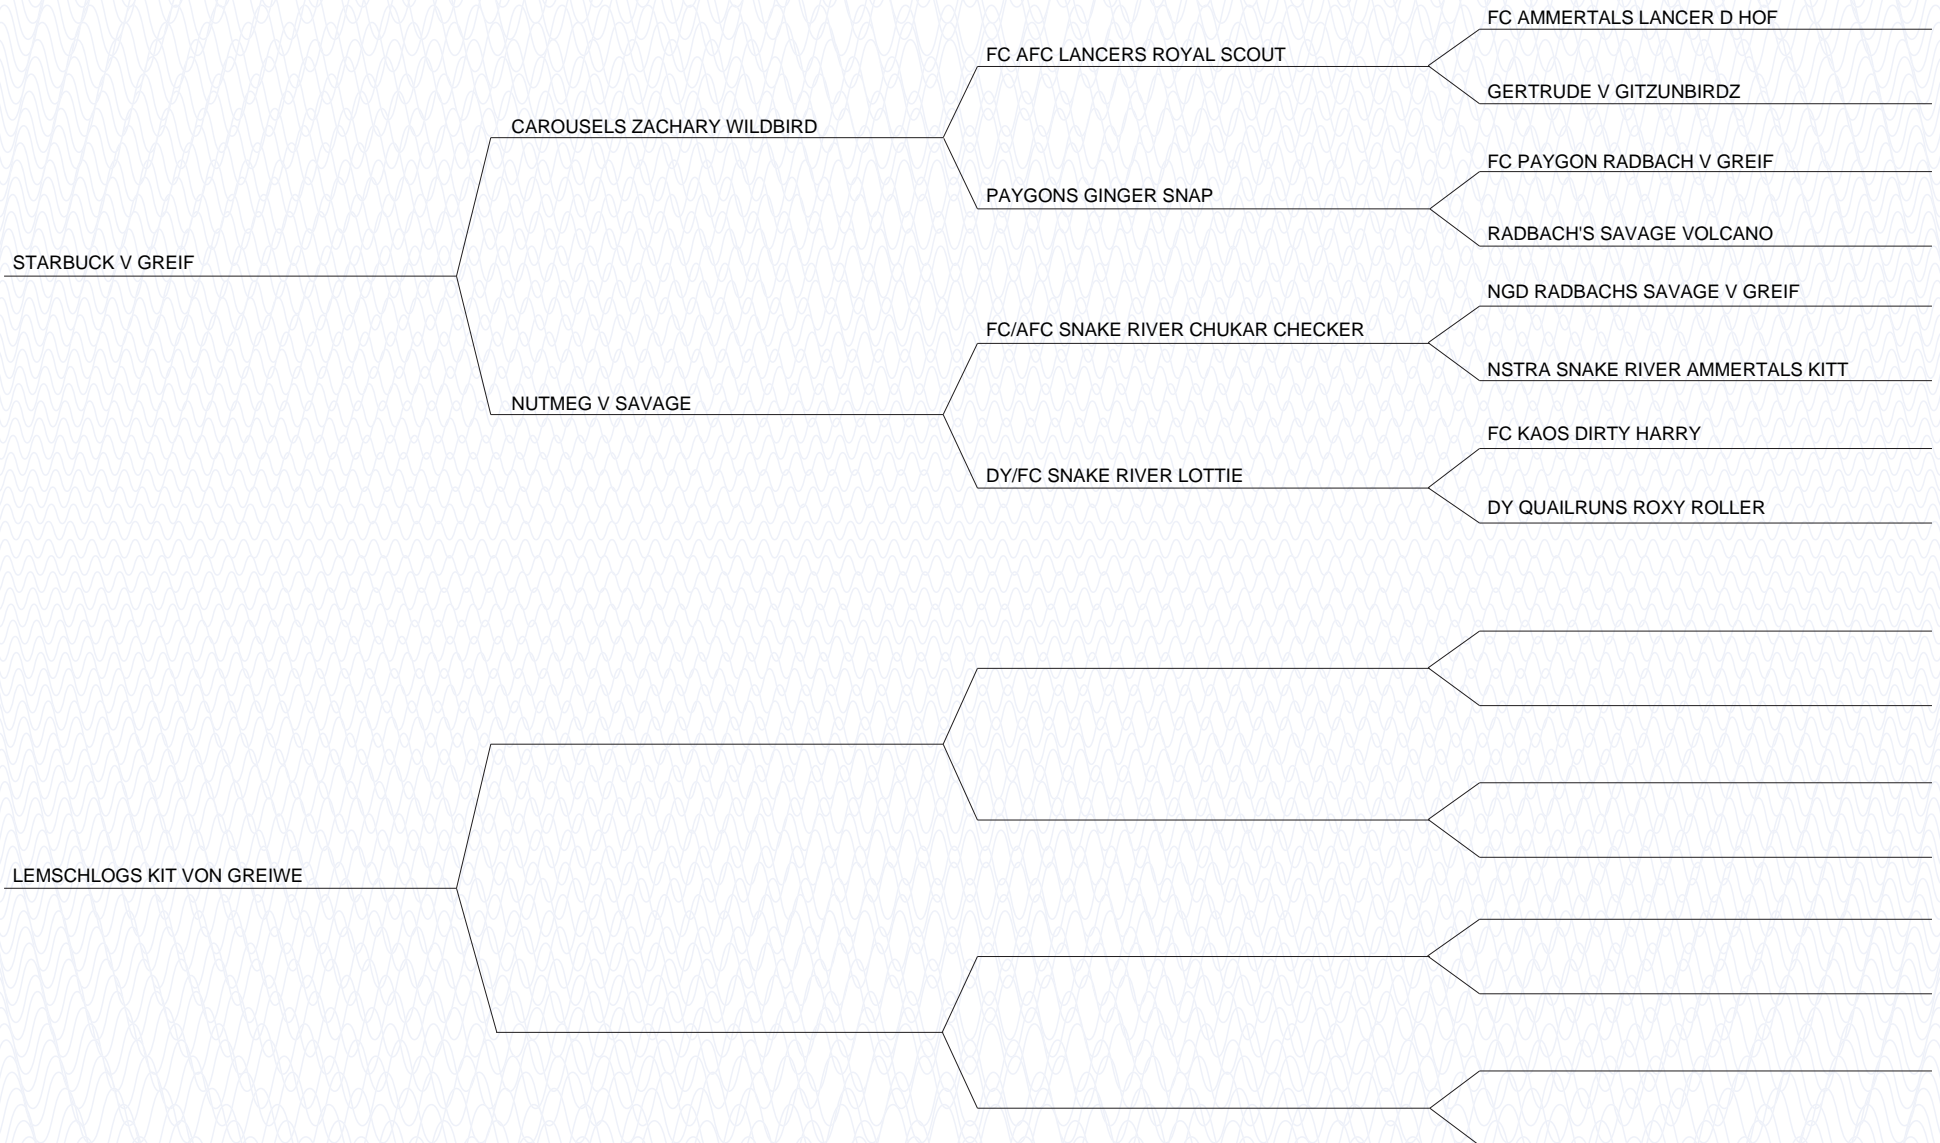 FC AMMERTALS LANCER D HOF
FC AFC LANCERS ROYAL SCOUT
GERTRUDE V GITZUNBIRDZ
CAROUSELS ZACHARY WILDBIRD
FC PAYGON RADBACH V GREIF
PAYGONS GINGER SNAP
RADBACH'S SAVAGE VOLCANO
STARBUCK V GREIF
NGD RADBACHS SAVAGE V GREIF
FC/AFC SNAKE RIVER CHUKAR CHECKER
NSTRA SNAKE RIVER AMMERTALS KITT
NUTMEG V SAVAGE
FC KAOS DIRTY HARRY
DY/FC SNAKE RIVER LOTTIE
DY QUAILRUNS ROXY ROLLER
LEMSCHLOGS KIT VON GREIWE